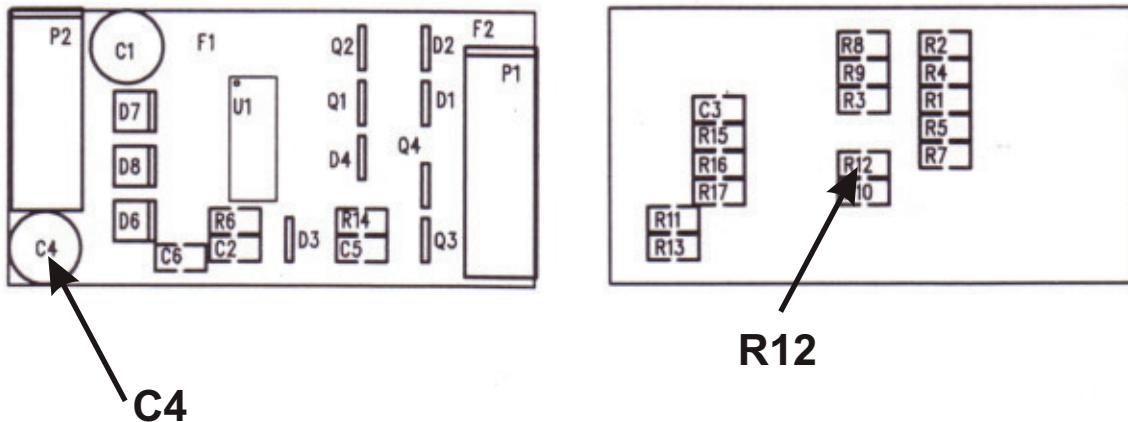 P2
C1
F1
Q2
D2
F2
P1
D7
U1
Q1
D1
D8
D4
Q4
D6
R6
R14
C4
C6
C2
D3
C5
Q3
R8
R2
R9
R4
C3
R3
R1
R15
R5
R16
R12
R7
R17
10
R11
R13
R12
C4